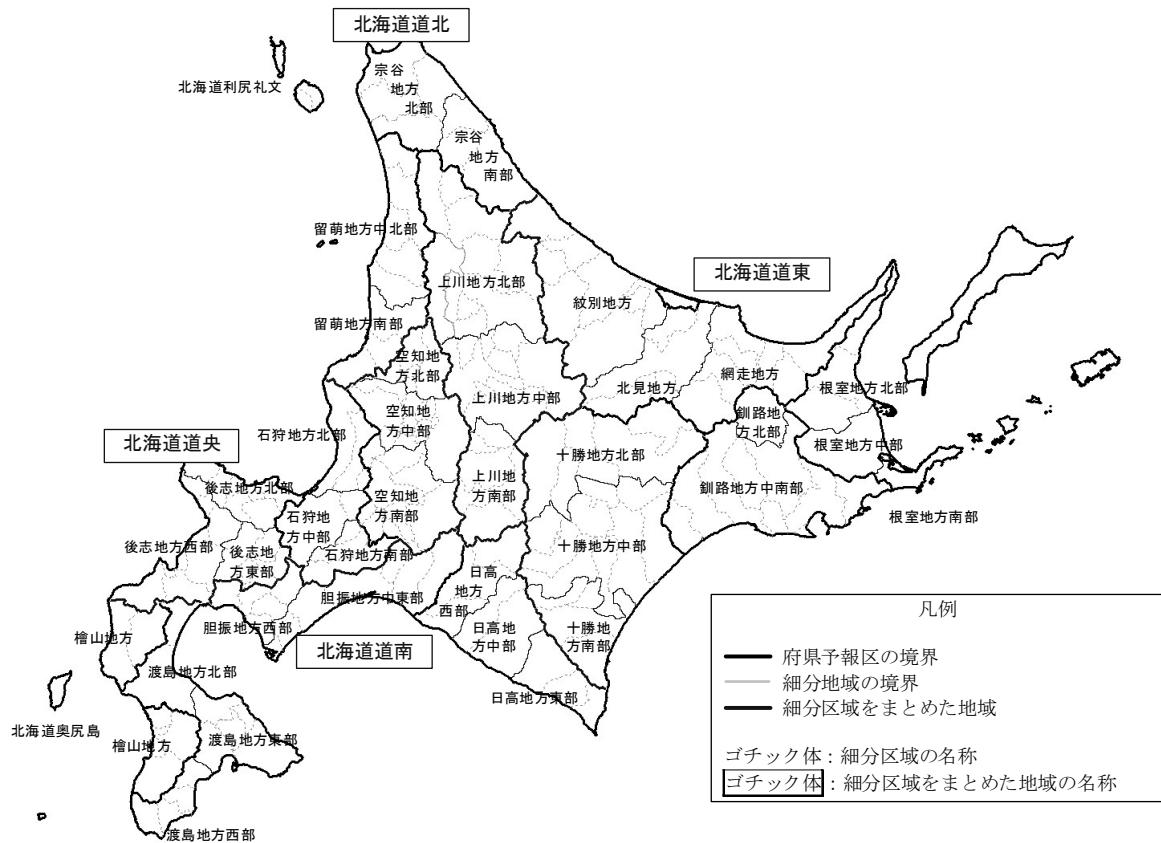 北海道道北
宗谷
地方
北部
北海道利尻礼文
宗谷
地方
南部
留萌地方中北部
上川地方北部
北海道道東
紋別地方
留萌地方南部
空知地
方北部
上川地方中部
北見地方
網走地方
根室地方北部
空知地
方中部
釧路地
方北部
石狩地方北部
北海道道央
根室地方中部
十勝地方北部
上川地
方南部
釧路地方中南部
後志地方北部
空知地
方南部
石狩地
方中部
根室地方南部
後志地方西部
後志地
方東部
石狩地方南部
十勝地方中部
日高
地方
西部
胆振地方中東部
胆振地方西部
檜山地方
北海道道南
日高地
方中部
十勝地
方南部
渡島地方北部
日高地方東部
北海道奥尻島
檜山地方
渡島地方東部
渡島地方西部
凡例
府県予報区の境界
細分地域の境界
細分区域をまとめた地域
ゴチック体：細分区域の名称
ゴチック体：細分区域をまとめた地域の名称